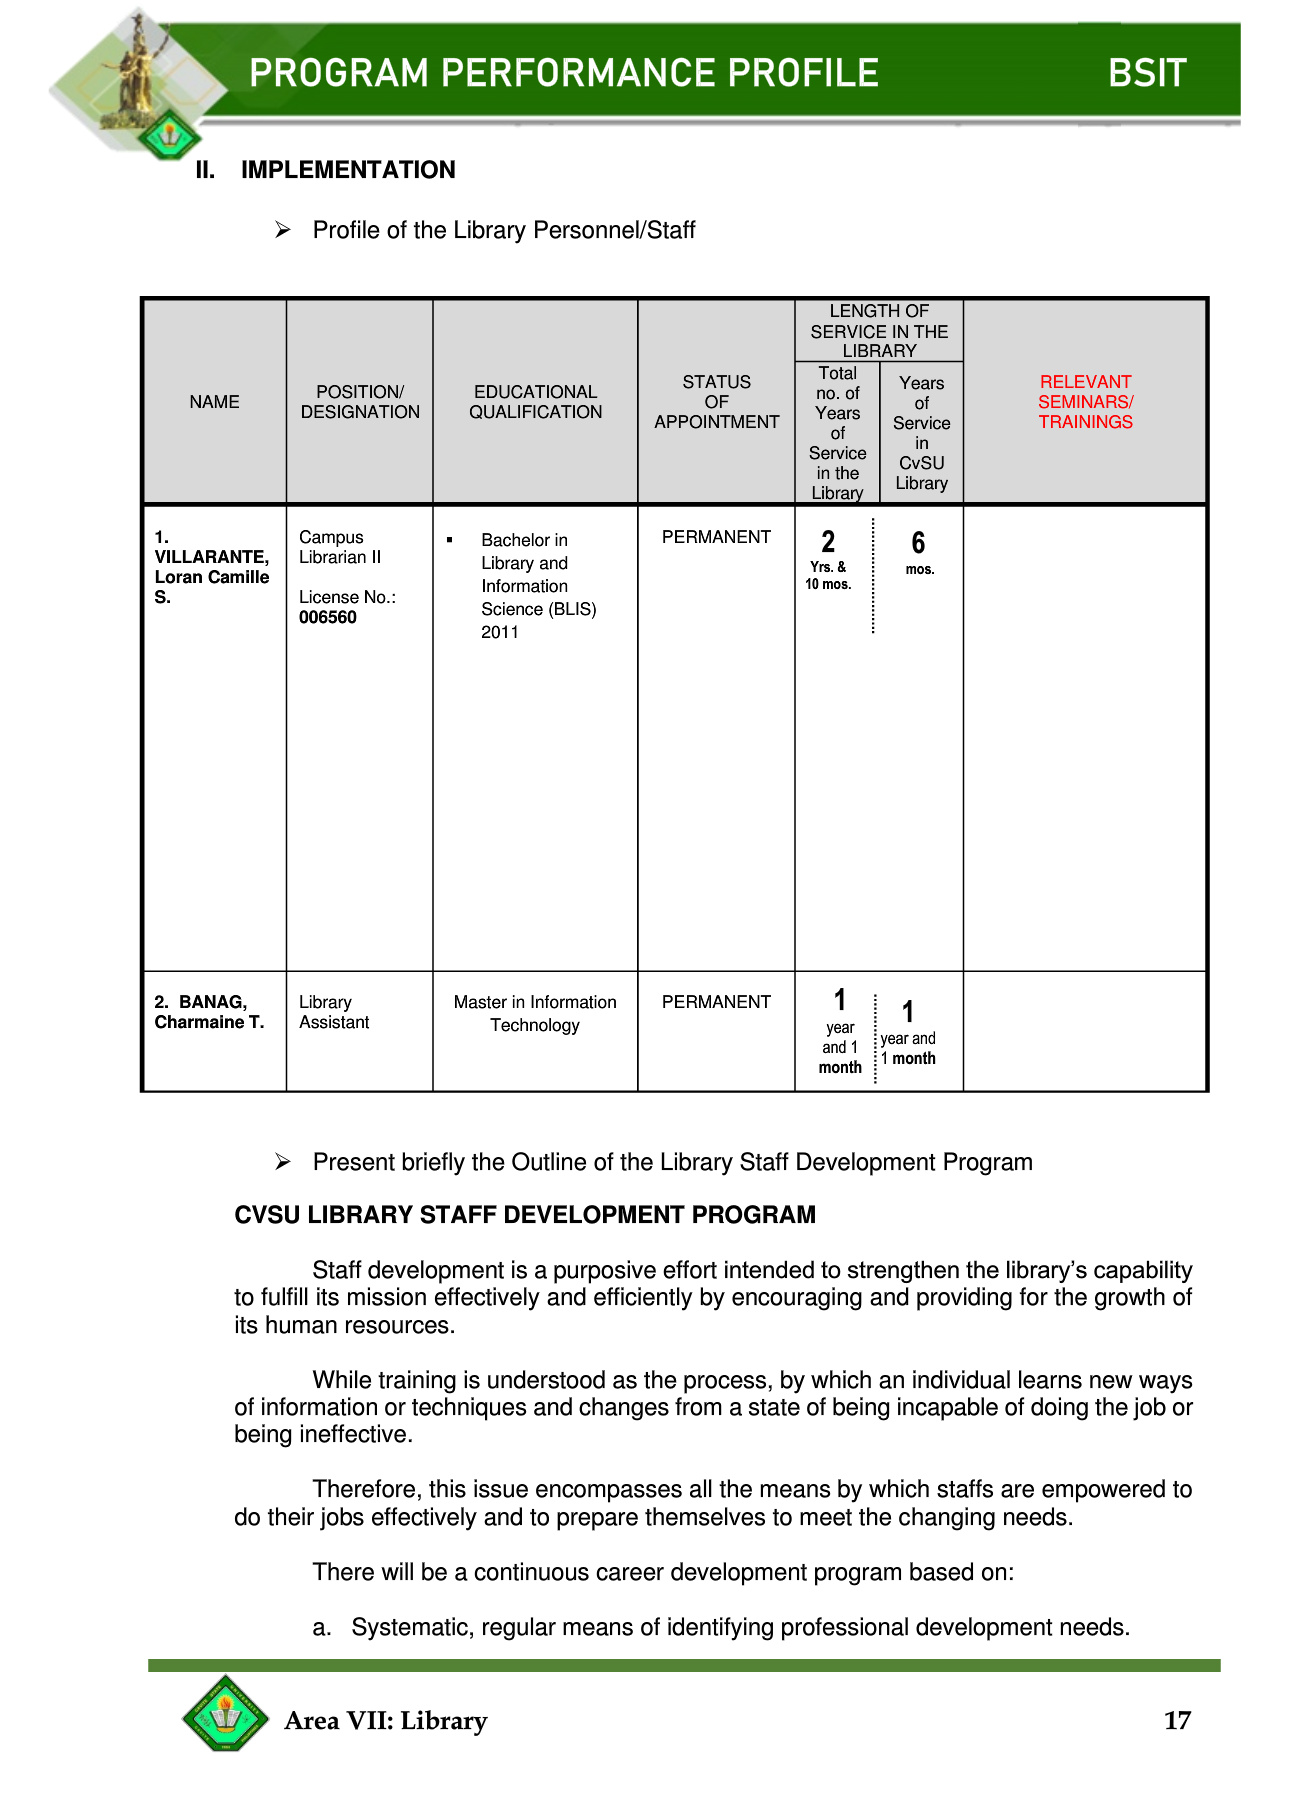 PROGRAM PERFORMANCE PROFILE BSIT
II. IMPLEMENTATION
➢ Profile of the Library Personnel/Staff
NAME
POSITION/
DESIGNATION
EDUCATIONAL
QUALIFICATION
STATUS
OF
APPOINTMENT
LENGTH OF
SERVICE IN THE
LIBRARY
Total
no. of
Years
of
Service
in the
Library
Years
of
Service
in
CvSU
Library
RELEVANT
SEMINARS/
TRAININGS
1.
VILLARANTE,
Loran Camille
S.
Campus
Librarian II
License No.:
006560
▪ Bachelor in
Library and
Information
Science (BLIS)
2011
PERMANENT
2
Yrs. &
10 mos.
6
mos.
2. BANAG,
Charmaine T.
Library
Assistant
Master in Information
Technology
PERMANENT
1
year
and 1
month
1
year and
1 month
➢ Present briefly the Outline of the Library Staff Development Program
CVSU LIBRARY STAFF DEVELOPMENT PROGRAM
Staff development is a purposive effort intended to strengthen the library’s capability
to fulfill its mission effectively and efficiently by encouraging and providing for the growth of
its human resources.
While training is understood as the process, by which an individual learns new ways
of information or techniques and changes from a state of being incapable of doing the job or
being ineffective.
Therefore, this issue encompasses all the means by which staffs are empowered to
do their jobs effectively and to prepare themselves to meet the changing needs.
There will be a continuous career development program based on:
a. Systematic, regular means of identifying professional development needs.
Area VII: Library 17